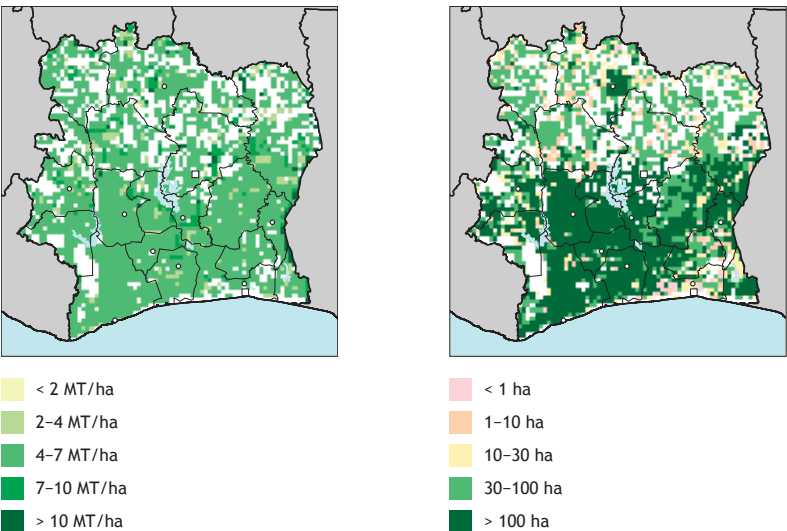 < 2 MT/ha
2–4 MT/ha
4–7 MT/ha
7–10 MT/ha
> 10 MT/ha
< 1 ha
1–10 ha
10–30 ha
30–100 ha
> 100 ha